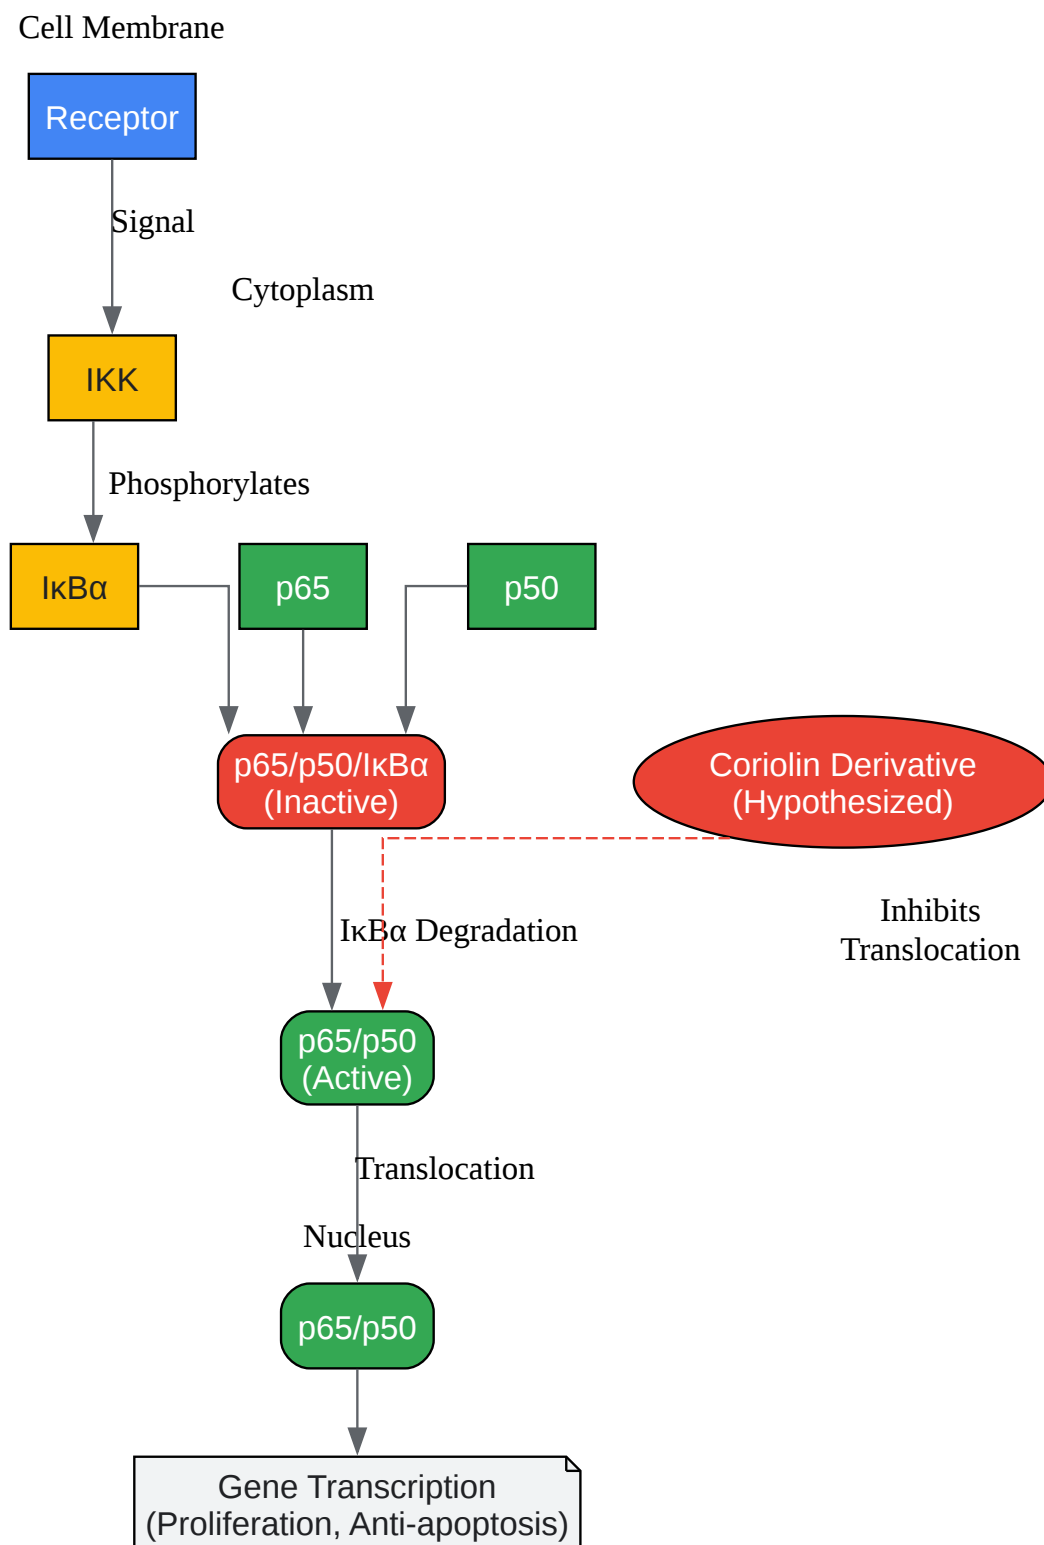 Cell Membrane
Receptor
Signal
Cytoplasm
IKK
Phosphorylates
IκBα
p65
p50
p65/p50/IκBα
(Inactive)
Coriolin Derivative
(Hypothesized)
Inhibits
Translocation
IκBα Degradation
p65/p50
(Active)
Translocation
Nucleus
p65/p50
Gene Transcription
(Proliferation, Anti-apoptosis)